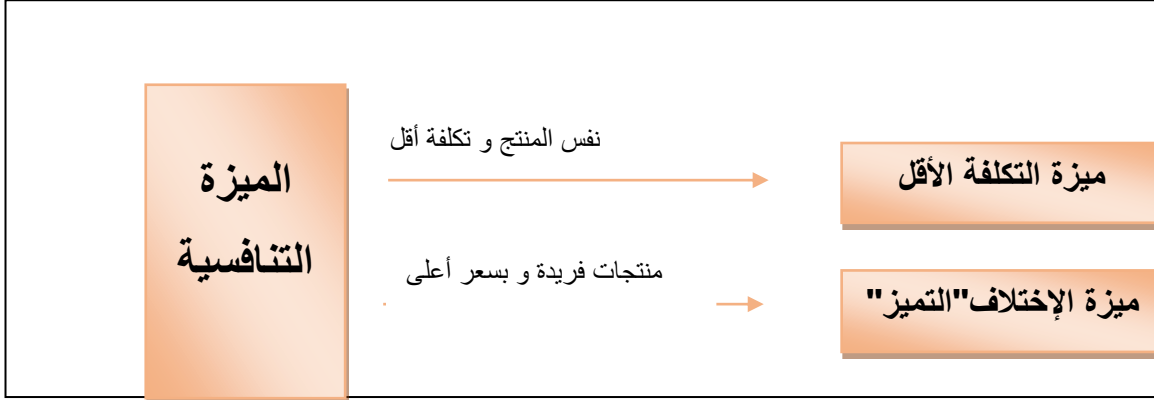 الميزة
التنافسية
نفس المنتج و تكلفة أقل
ميزة التكلفة الأقل
منتجات فريدة و بسعر أعلى
ميزة الإختلاف"التميز"